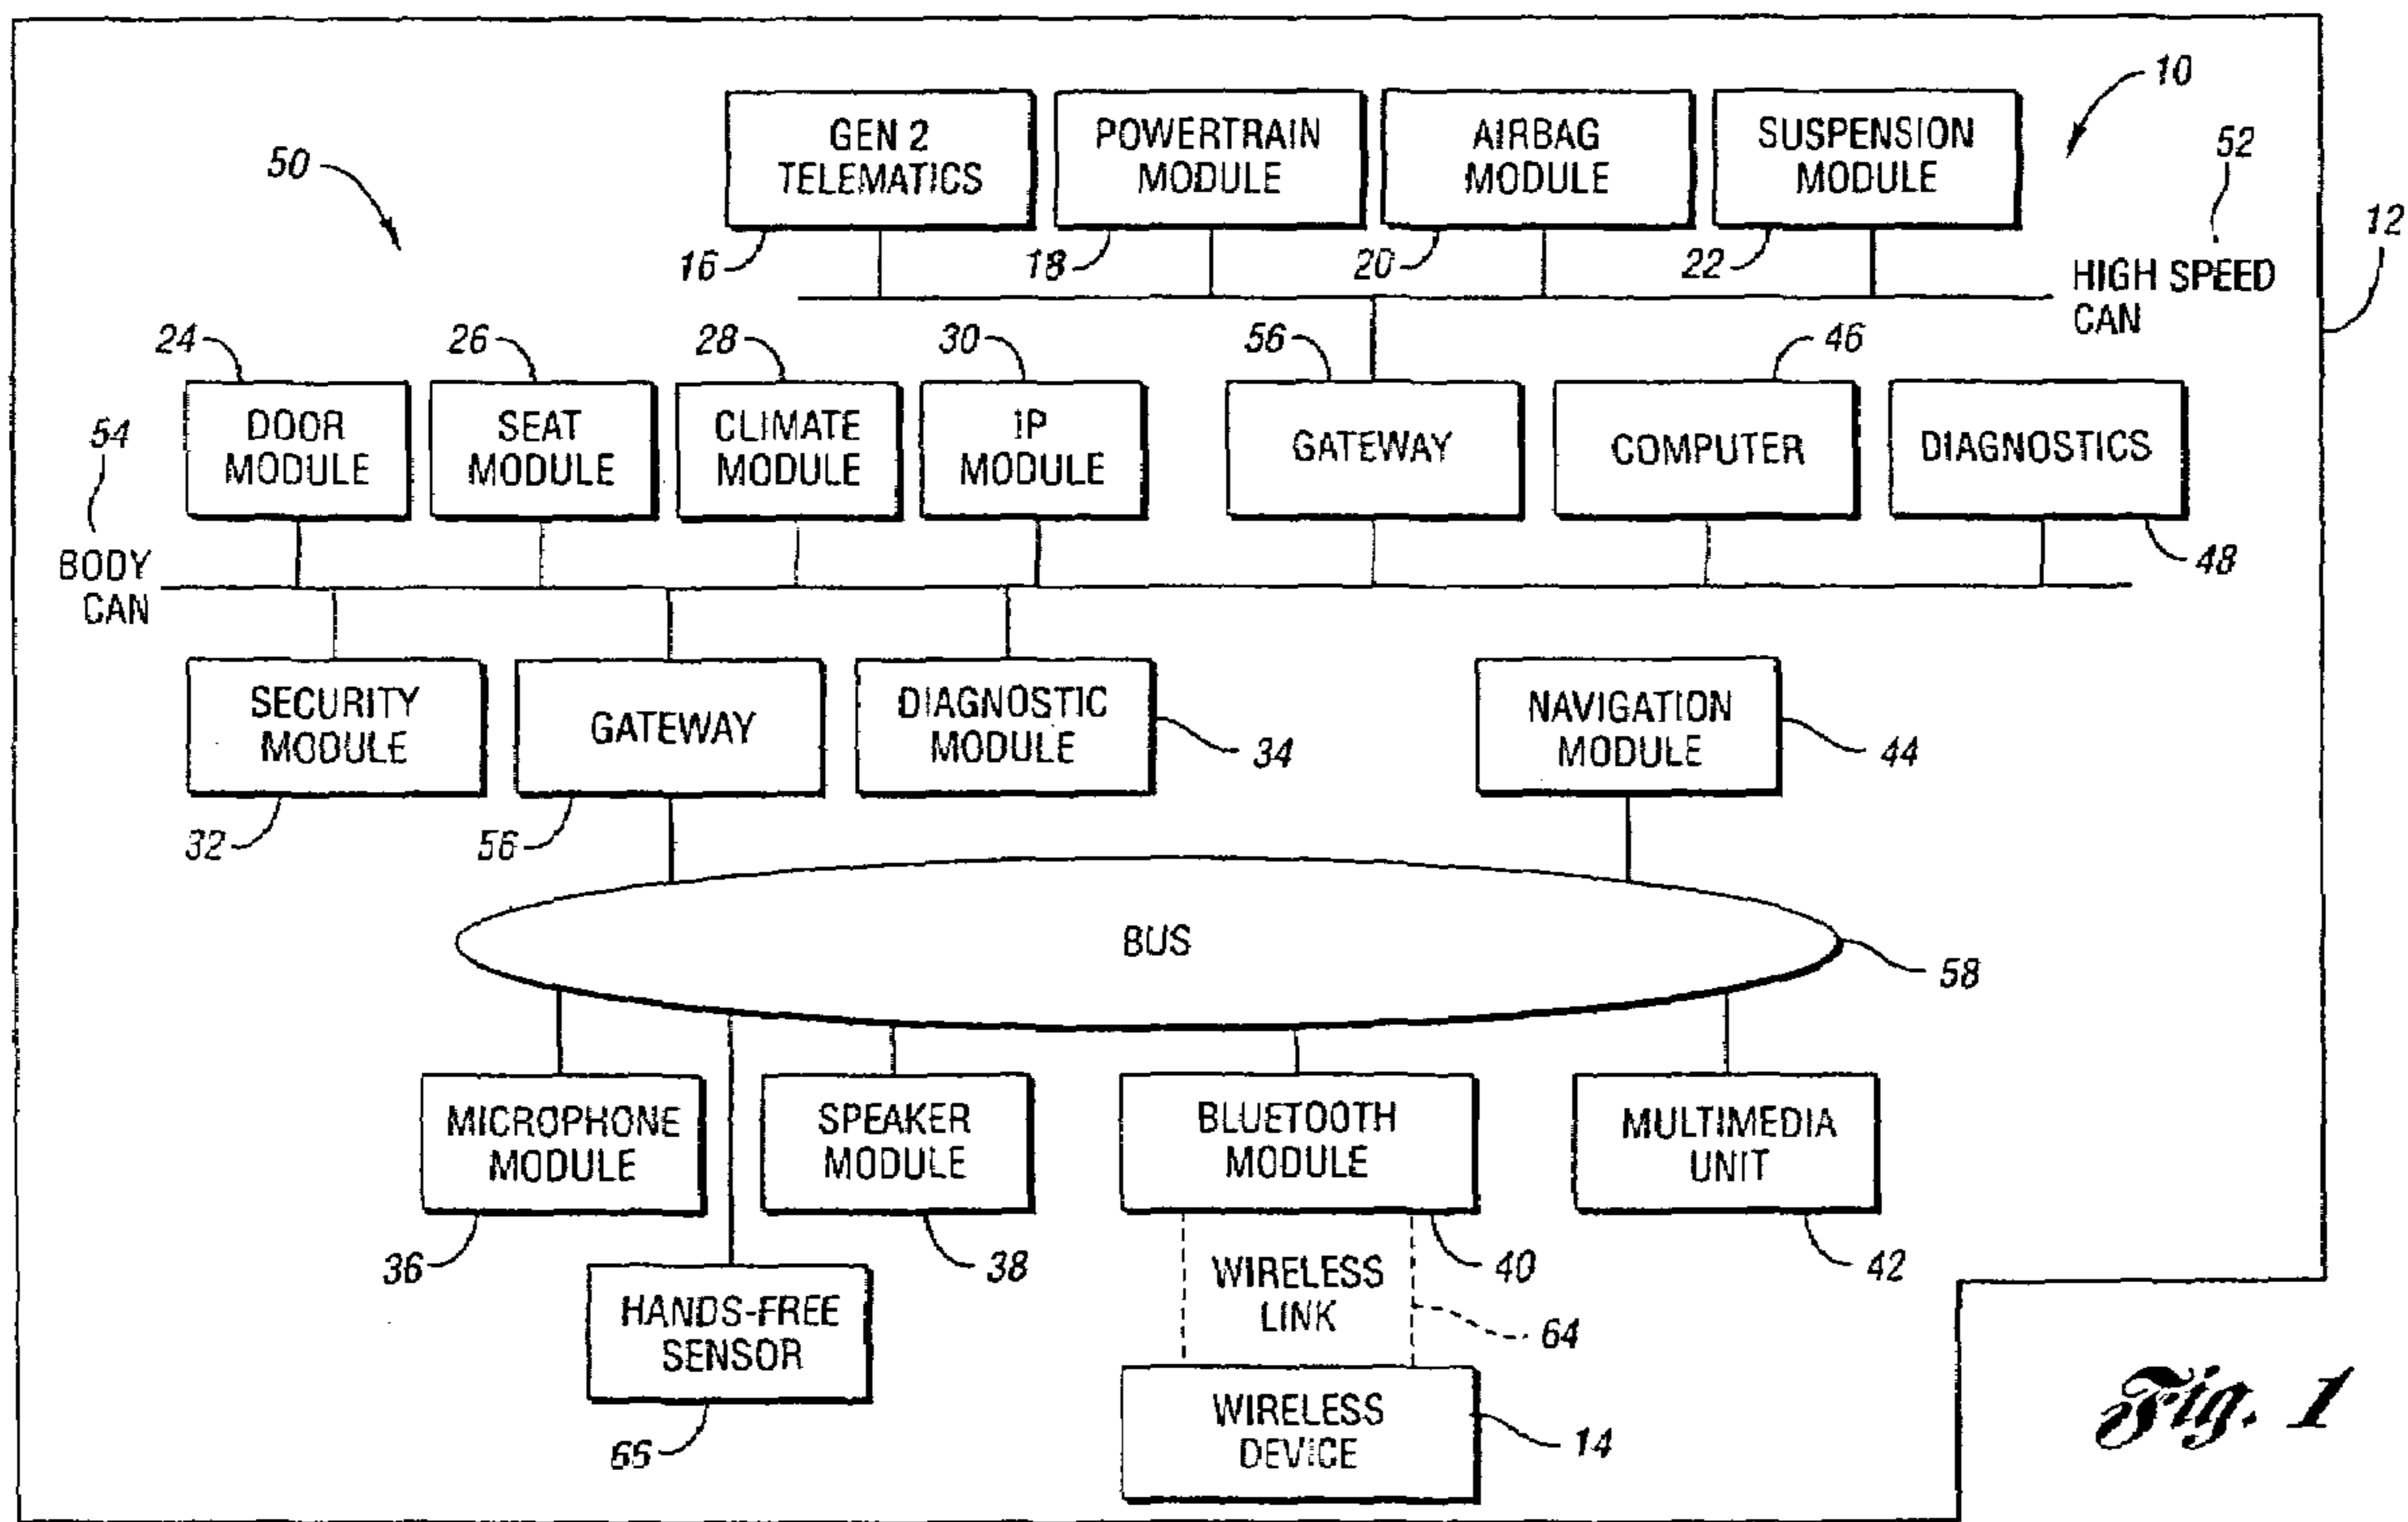 10
GEN 2
TELEMATICS
POWERTRAIN
MODULE
AIRBAG
MODULE
SUSPENSION
MODULE
50
52
12
16
18
20
22
HIGH SPEED
CAN
24
26
28
30
56
46
54
DOOR
MODULE
SEAT
MODULE
CLIMATE
MODULE
IP
MODULE
GATEWAY
COMPUTER
DIAGNOSTICS
48
BODY
CAN
SECURITY
MODULE
GATEWAY
DIAGNOSTIC
MODULE
34
NAVIGATION
MODULE
44
32
56
BUS
58
MICROPHONE
MODULE
SPEAKER
MODULE
BLUETOOTH
MODULE
MULTIMEDIA
UNIT
36
38
40
42
WIRELESS
LINK
64
HANDS-FREE
SENSOR
66
WIRELESS
DEVICE
14
Fig. 1